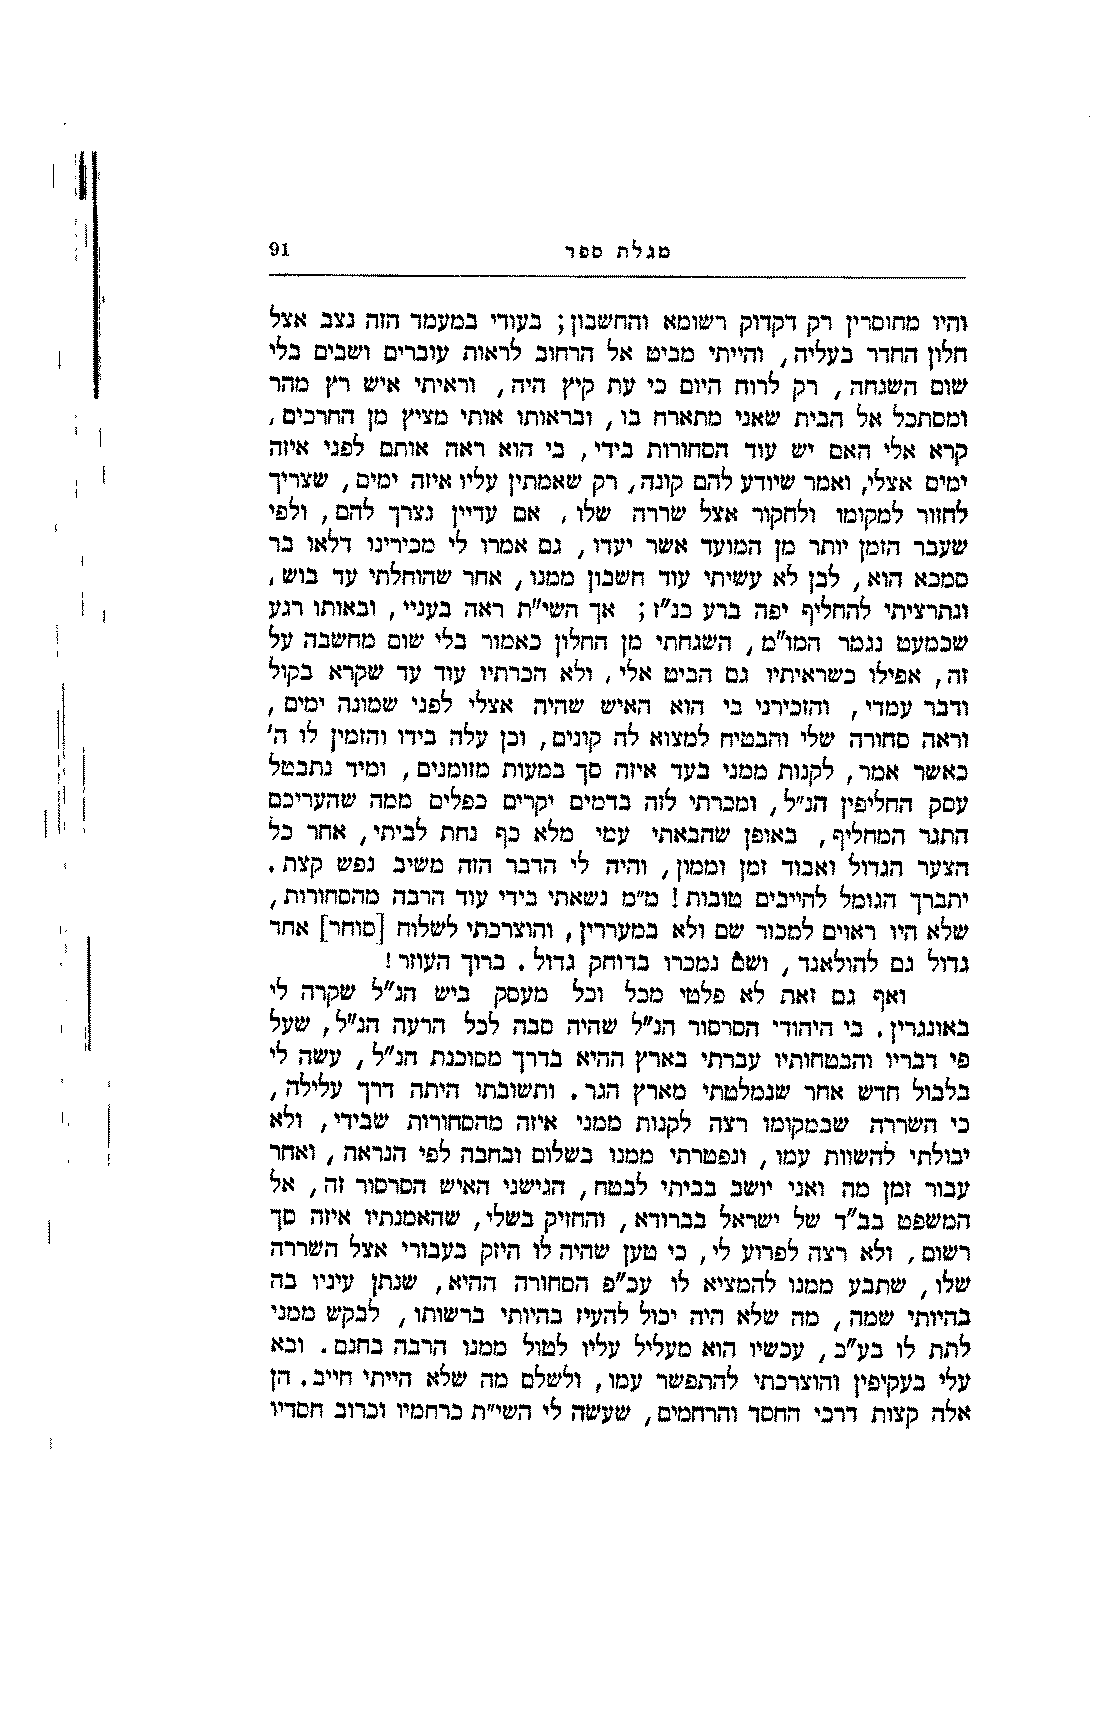 מגלת ספר 91
והיו מחוסרין רק דקדוק רשומא והחשבון; בעודי במעמד הזה נצב אצל
חלון החדר בעליה, והייתי מביט אל הרחוב לראות עוברים ושבים בלי
שום השגחה, רק לרוח היום כי עת קיץ היה, וראיתי איש רץ מהר
ומסתכל אל הבית שאני מתארח בו, ובראותו אותי מציץ מן החרכים,
קרא אלי האם יש עוד הסחורות בידי, כי הוא ראה אותם לפני איזה
ימים אצלי, ואמר שיודע להם קונה, רק שאמתין עליו איזה ימים, שצריך
לחזור למקומו ולחקור אצל שררה שלו, אם עדיין נצרך להם, ולפי
שעבר הזמן יותר מן המועד אשר יעדו, גם אמרו לי מכירינו דלאו בר
סמכא הוא, לכן לא עשיתי עוד חשבון ממנו, אחר שהוחלתי עד בוש,
ונתרציתי להחליף יפה ברע כנ״ז; אך השי״ת ראה בעניי, ובאותו רגע
שכמעט נגמר המו״מ, השגחתי מן החלון כאמור בלי שום מחשבה על
זה, אפילו כשראיתיו גם הביט אלי, ולא הכרתיו עוד עד שקרא בקול
ודבר עמדי, והזכירני כי הוא האיש שהיה אצלי לפני שמונה ימים,
וראה סחורה שלי והבטיח למצוא לה קונים, וכן עלה בידו והזמין לו ה'
כאשר אמר, לקנות ממני בעד איזה סך במעות מזומנים, ומיד נתבטל
עסק החליפין הנ״ל, ומכרתי לזה בדמים יקרים כפלים ממה שהעריכם
התגר המחליף, באופן שהבאתי עמי מלא כף נחת לביתי, אחר כל
הצער הגדול ואבוד זמן וממון, והיה לי הדבר הזה משיב נפש קצת.
יתברך הגומל להייבים טובות! מ״מ נשאתי בידי עוד הרבה מהסחורות,
שלא היו ראוים למכור שם ולא במעררין, והוצרכתי לשלוח [סוחר] אחד
גדול גם להולאנד, ושם נמכרו בדוחק גדול. ברוך העוזר!
ואף גם זאת לא פלטי מכל וכל מעסק ביש הנ״ל שקרה לי
באונגרין. כי היהודי הסרסור הנ״ל שהיה סבה לכל הרעה הנ״ל, שעל
פי דבריו והבטחותיו עברתי בארץ ההיא בדרך מסוכנת הנ״ל, עשה לי
בלבול חדש אחר שנמלטתי מארץ הגר. ותשובתו היתה דרך עלילה,
כי השררה שבמקומו רצה לקנות ממני איזה מהסחורות שבידי, ולא
יכולתי להשוות עמו, ונפטרתי ממנו בשלום ובחבה לפי הנראה, ואחר
עבור זמן מה ואני יושב בביתי לבטח, הגישני האיש הסרסור זה, אל
המשפט בב״ד של ישראל בברודא, והחזיק בשלי, שהאמנתיו איזה סך
רשום, ולא רצה לפרוע לי, כי טען שהיה לו היזק בעבורי אצל השררה
שלו, שתבע ממנו להמציא לו עכ״פ הסחורה ההיא, שנתן עיניו בה
בהיותי שמה, מה שלא היה יכול להעיז בהיותי ברשותו, לבקש ממני
לתת לו בע״כ, עכשיו הוא מעליל עליו לטול ממנו הרבה בחנם. ובא
עלי בעקיפין והוצרכתי להתפשר עמו, ולשלם מה שלא הייתי חייב. הן
אלה קצות דרכי החסד והרחמים, שעשה לי השי״ת כרחמיו וכרוב חסדיו